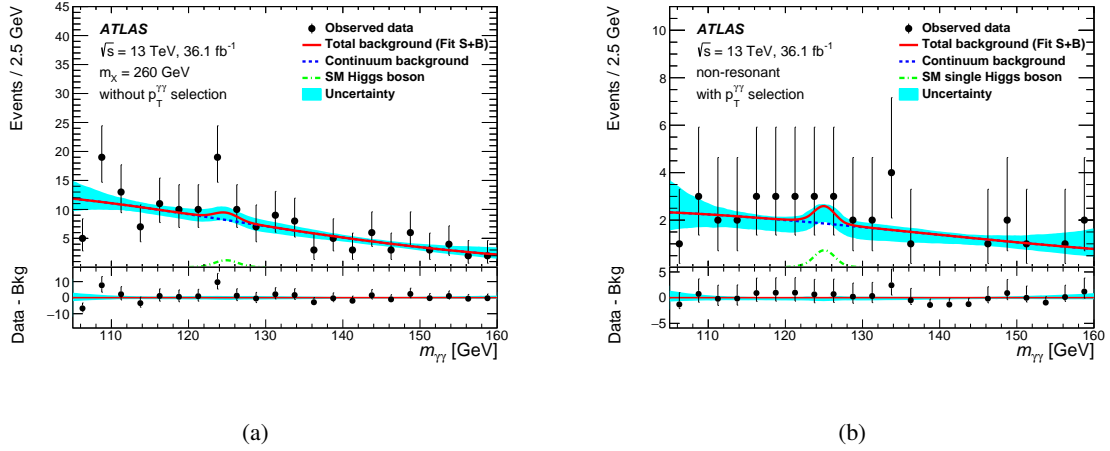 Events / 2.5 GeV
45
40
35
30
25
20
15
10
5
ATLAS
√s = 13 TeV, 36.1 fb⁻¹
m_X = 260 GeV
without p_T^γγ selection
Observed data
Total background (Fit S+B)
Continuum background
SM Higgs boson
Uncertainty
Data - Bkg
10
0
−10
110 120 130 140 150 160
m_γγ [GeV]
(a)
Events / 2.5 GeV
10
8
6
4
2
ATLAS
√s = 13 TeV, 36.1 fb⁻¹
non-resonant
with p_T^γγ selection
Observed data
Total background (Fit S+B)
Continuum background
SM single Higgs boson
Uncertainty
Data - Bkg
5
0
−5
110 120 130 140 150 160
m_γγ [GeV]
(b)